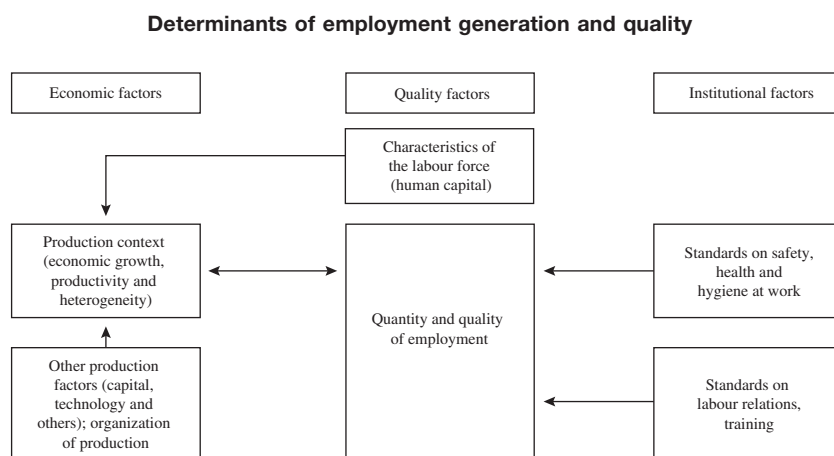 Determinants of employment generation and quality
Economic factors
Quality factors
Institutional factors
Characteristics of
the labour force
(human capital)
Production context
(economic growth,
productivity and
heterogeneity)
Quantity and quality
of employment
Standards on safety,
health and
hygiene at work
Other production
factors (capital,
technology and
others); organization
of production
Standards on
labour relations,
training